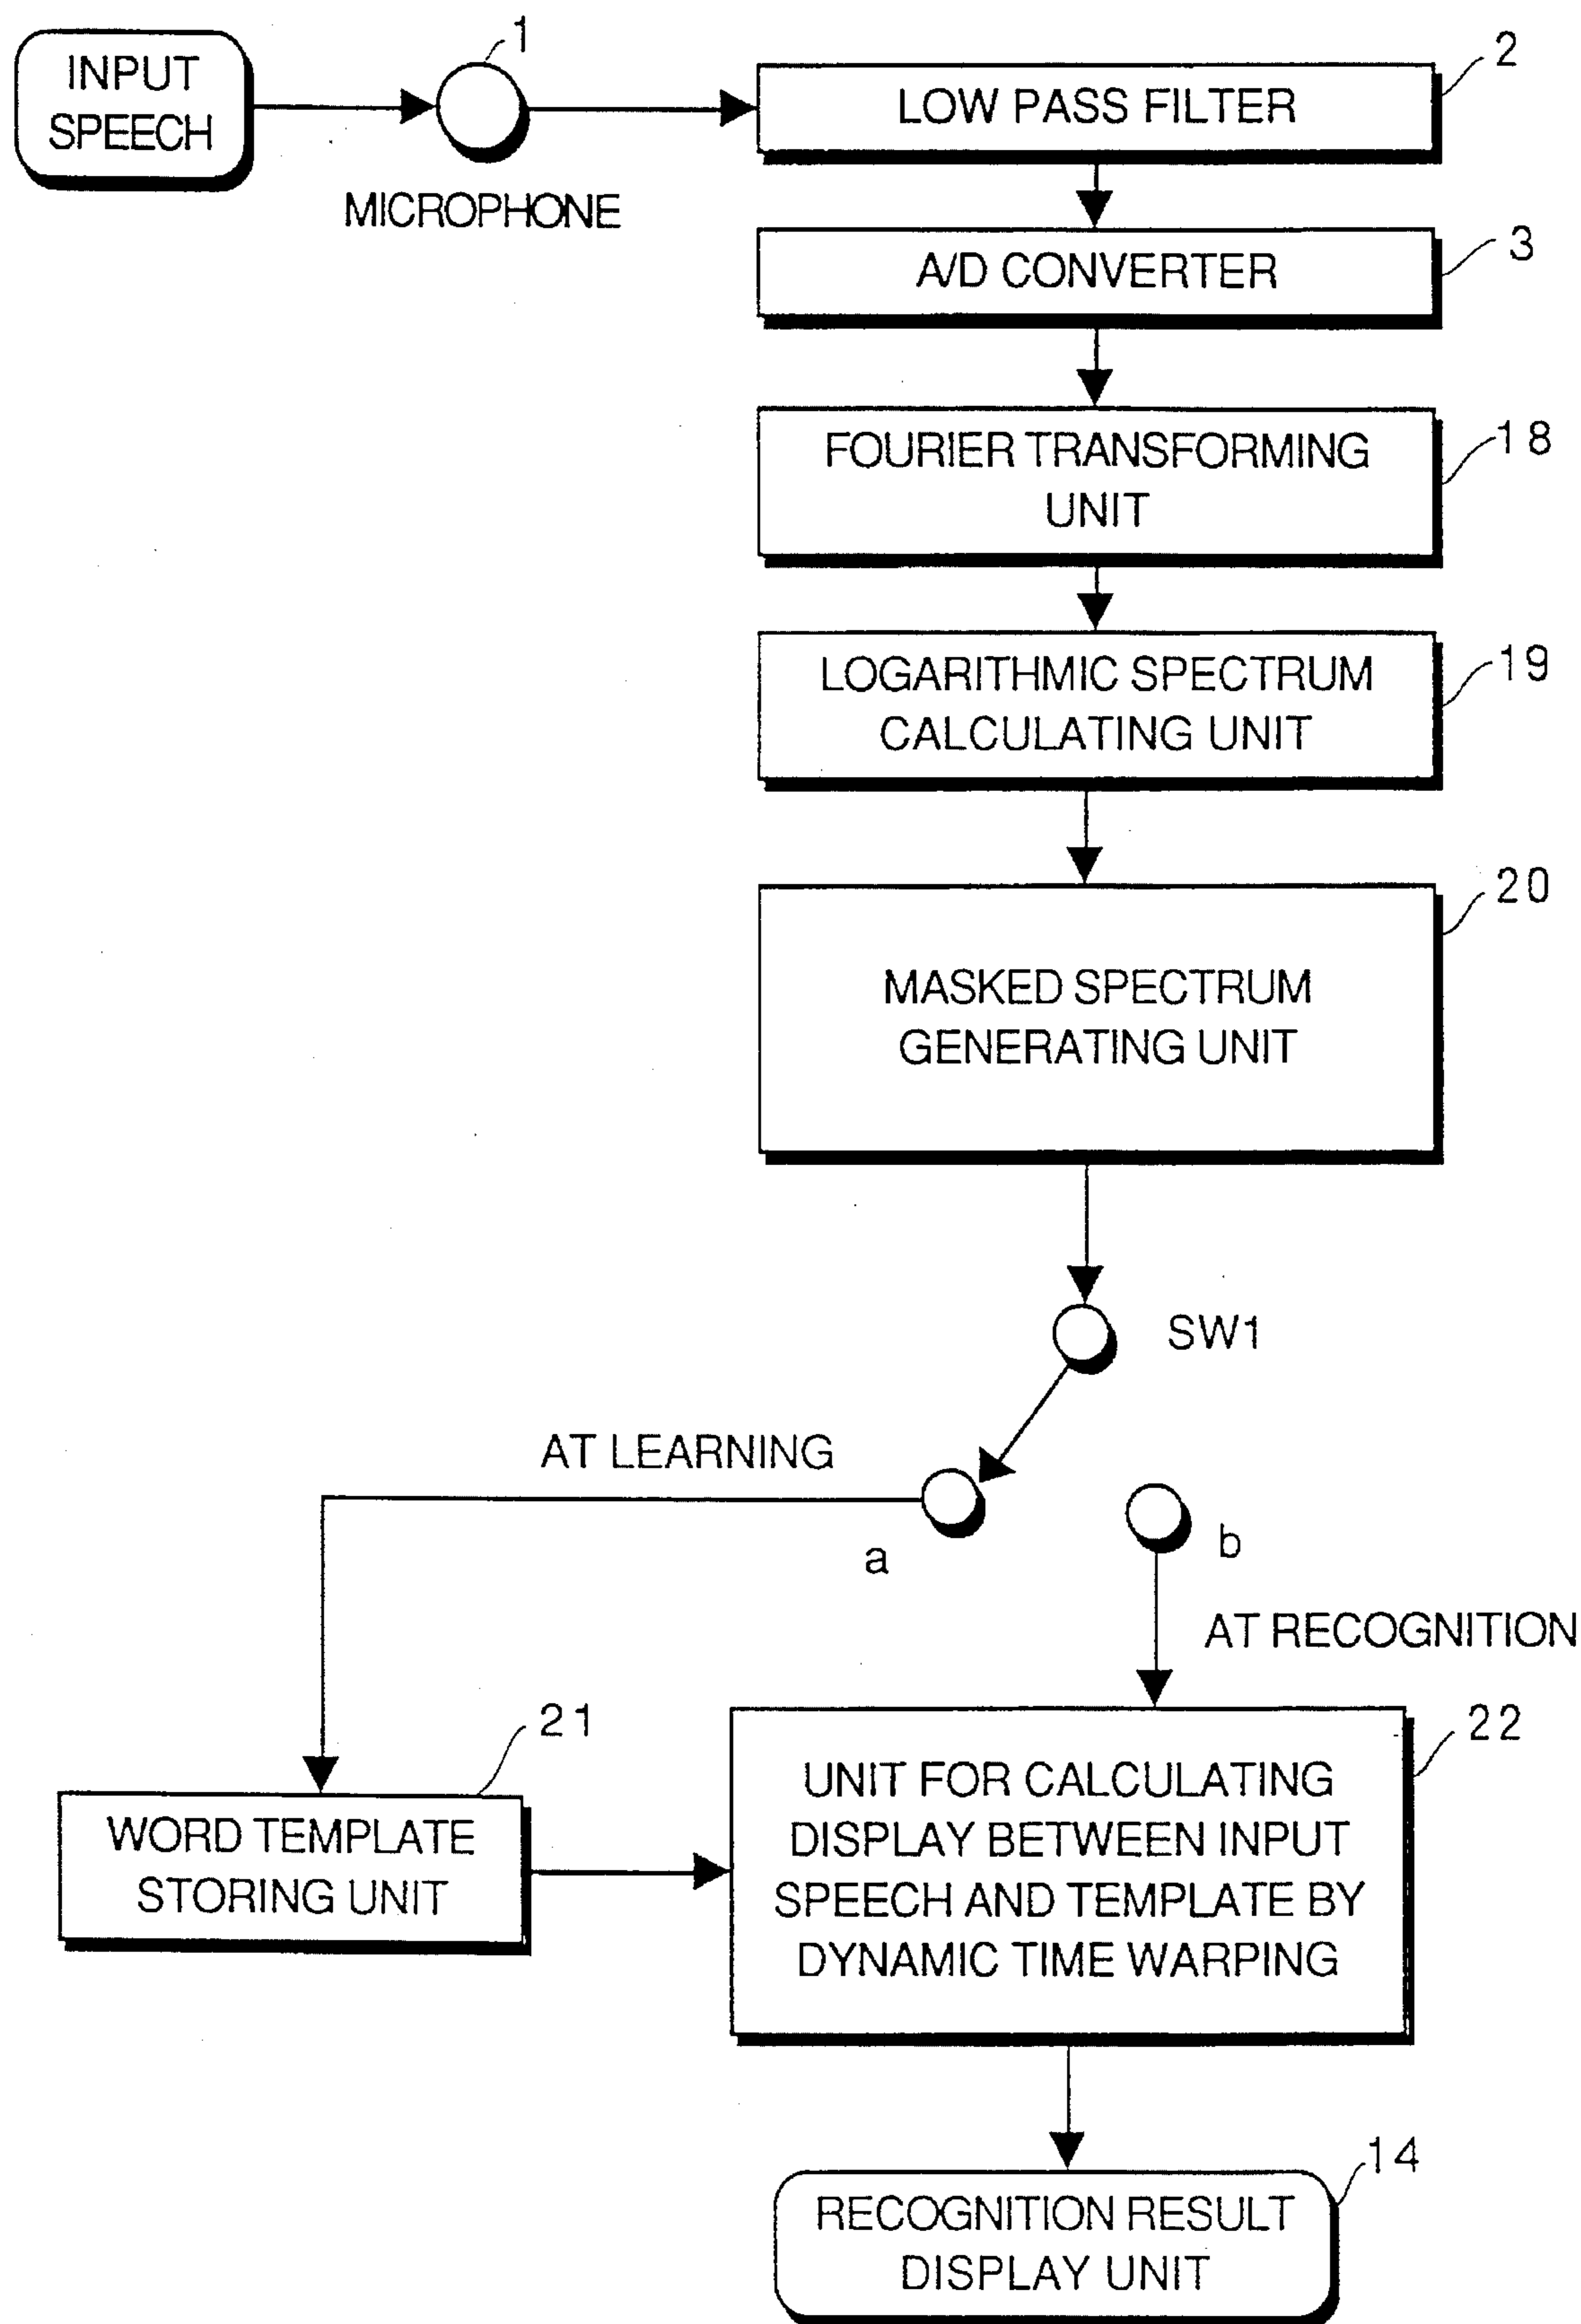 INPUT
SPEECH
1
MICROPHONE
2
LOW PASS FILTER
3
A/D CONVERTER
18
FOURIER TRANSFORMING
UNIT
19
LOGARITHMIC SPECTRUM
CALCULATING UNIT
20
MASKED SPECTRUM
GENERATING UNIT
SW1
AT LEARNING
a
b
AT RECOGNITION
21
WORD TEMPLATE
STORING UNIT
22
UNIT FOR CALCULATING
DISPLAY BETWEEN INPUT
SPEECH AND TEMPLATE BY
DYNAMIC TIME WARPING
14
RECOGNITION RESULT
DISPLAY UNIT